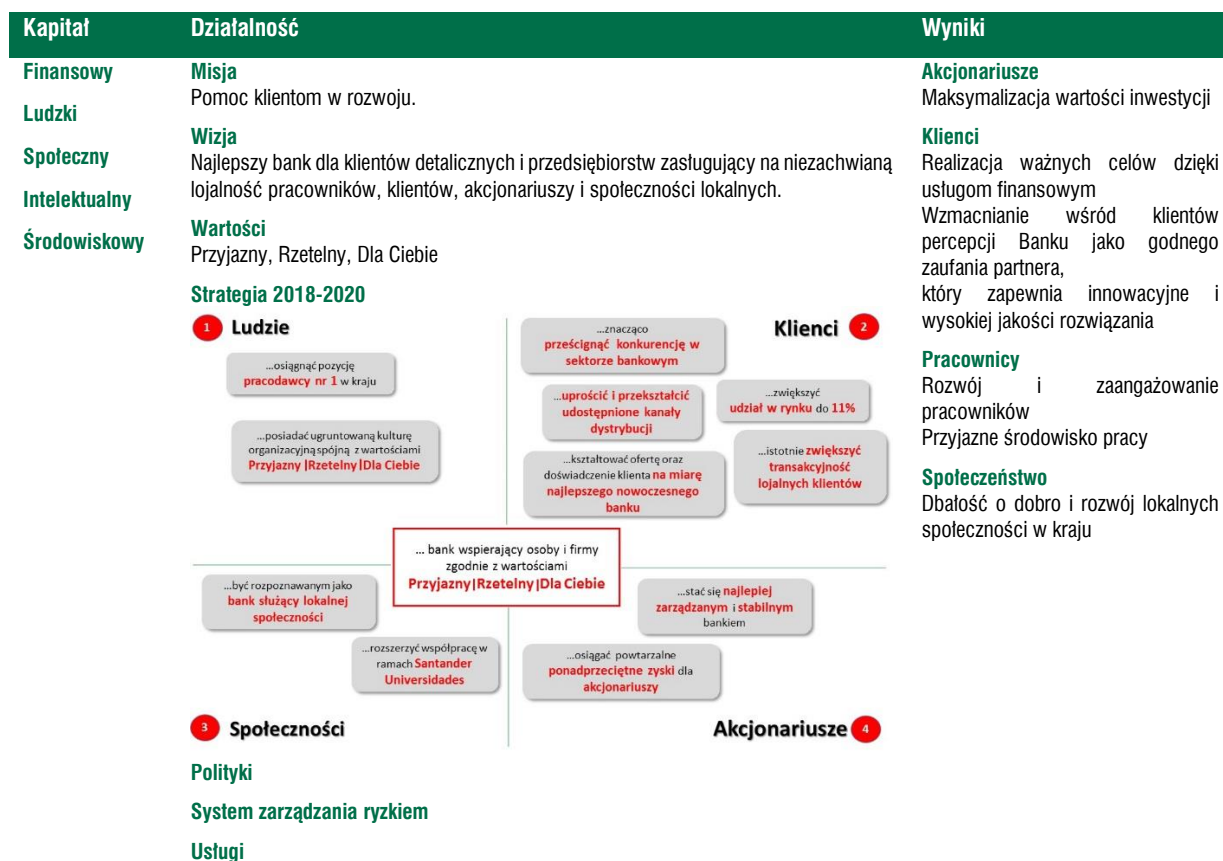 Kapitał
Działalność
Wyniki
Finansowy
Ludzki
Społeczny
Intelektualny
Środowiskowy
Misja
Pomoc klientom w rozwoju.
Wizja
Najlepszy bank dla klientów detalicznych i przedsiębiorstw zasługujący na niezachwianą
lojalność pracowników, klientów, akcjonariuszy i społeczności lokalnych.
Wartości
Przyjazny, Rzetelny, Dla Ciebie
Strategia 2018-2020
1 Ludzie
...osiągnąć pozycję
pracodawcy nr 1 w kraju
...posiadać ugruntowaną kulturę
organizacyjną spójną z wartościami
Przyjazny |Rzetelny|Dla Ciebie
Klienci 2
...znacząco
prześcignąć konkurencję w
sektorze bankowym
...uprościć i przekształcić
udostępnione kanały
dystrybucji
...zwiększyć
udział w rynku do 11%
...kształtować ofertę oraz
doświadczenie klienta na miarę
najlepszego nowoczesnego
banku
...istotnie zwiększyć
transakcyjność
lojalnych klientów
... bank wspierający osoby i firmy
zgodnie z wartościami
Przyjazny|Rzetelny|Dla Ciebie
...być rozpoznawanym jako
bank służący lokalnej
społeczności
...rozszerzyć współpracę w
ramach Santander
Universidades
3 Społeczności
...stać się najlepiej
zarządzanym i stabilnym
bankiem
...osiągać powtarzalne
ponadprzeciętne zyski dla
akcjonariuszy
Akcjonariusze 4
Polityki
System zarządzania ryzkiem
Usługi
Akcjonariusze
Maksymalizacja wartości inwestycji
Klienci
Realizacja ważnych celów dzięki
usługom finansowym
Wzmacnianie wśród klientów
percepcji Banku jako godnego
zaufania partnera,
który zapewnia innowacyjne i
wysokiej jakości rozwiązania
Pracownicy
Rozwój i zaangażowanie
pracowników
Przyjazne środowisko pracy
Społeczeństwo
Dbałość o dobro i rozwój lokalnych
społeczności w kraju